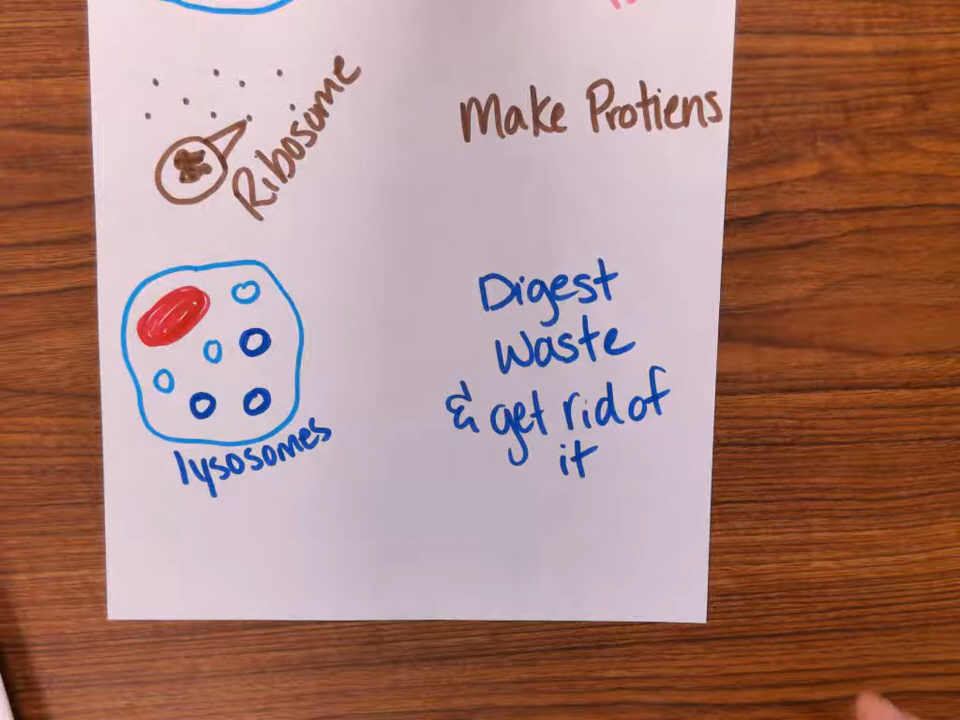 Ribosome
Make Protiens
lysosomes
Digest
Waste
& get rid of
it